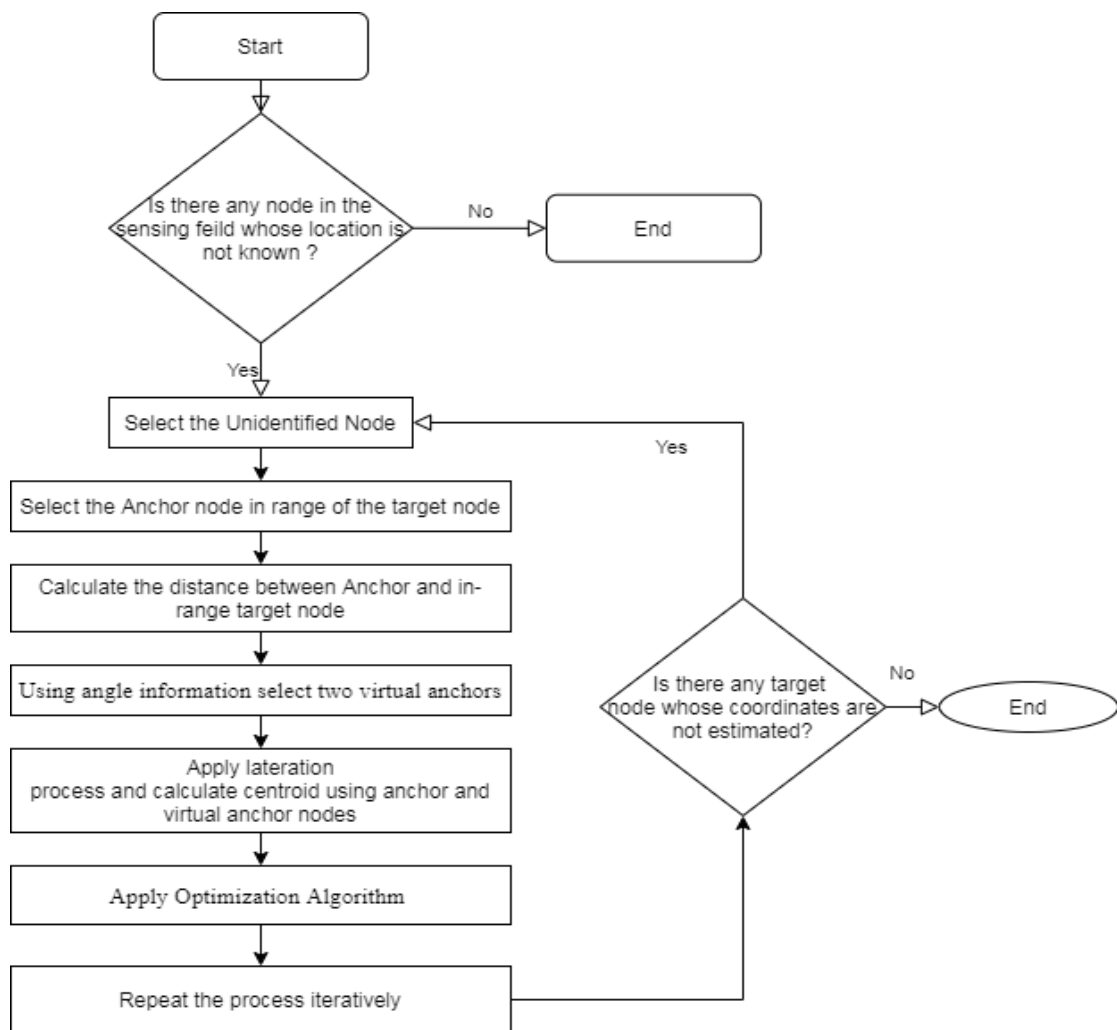 Start
Is there any node in the
sensing feild whose location is
not known ?
No
End
Yes
Select the Unidentified Node
Select the Anchor node in range of the target node
Calculate the distance between Anchor and in-
range target node
Using angle information select two virtual anchors
Apply lateration
process and calculate centroid using anchor and
virtual anchor nodes
Apply Optimization Algorithm
Repeat the process iteratively
Is there any target
node whose coordinates are
not estimated?
Yes
No
End